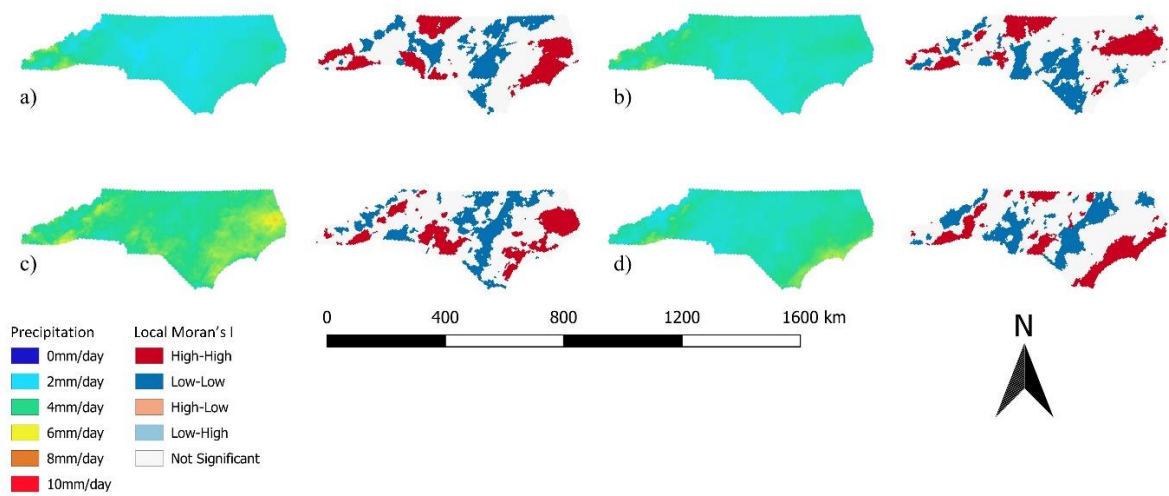 a)
b)
c)
d)
Precipitation
0mm/day
2mm/day
4mm/day
6mm/day
8mm/day
10mm/day
Local Moran's I
High-High
Low-Low
High-Low
Low-High
Not Significant
0 400 800 1200 1600 km
N